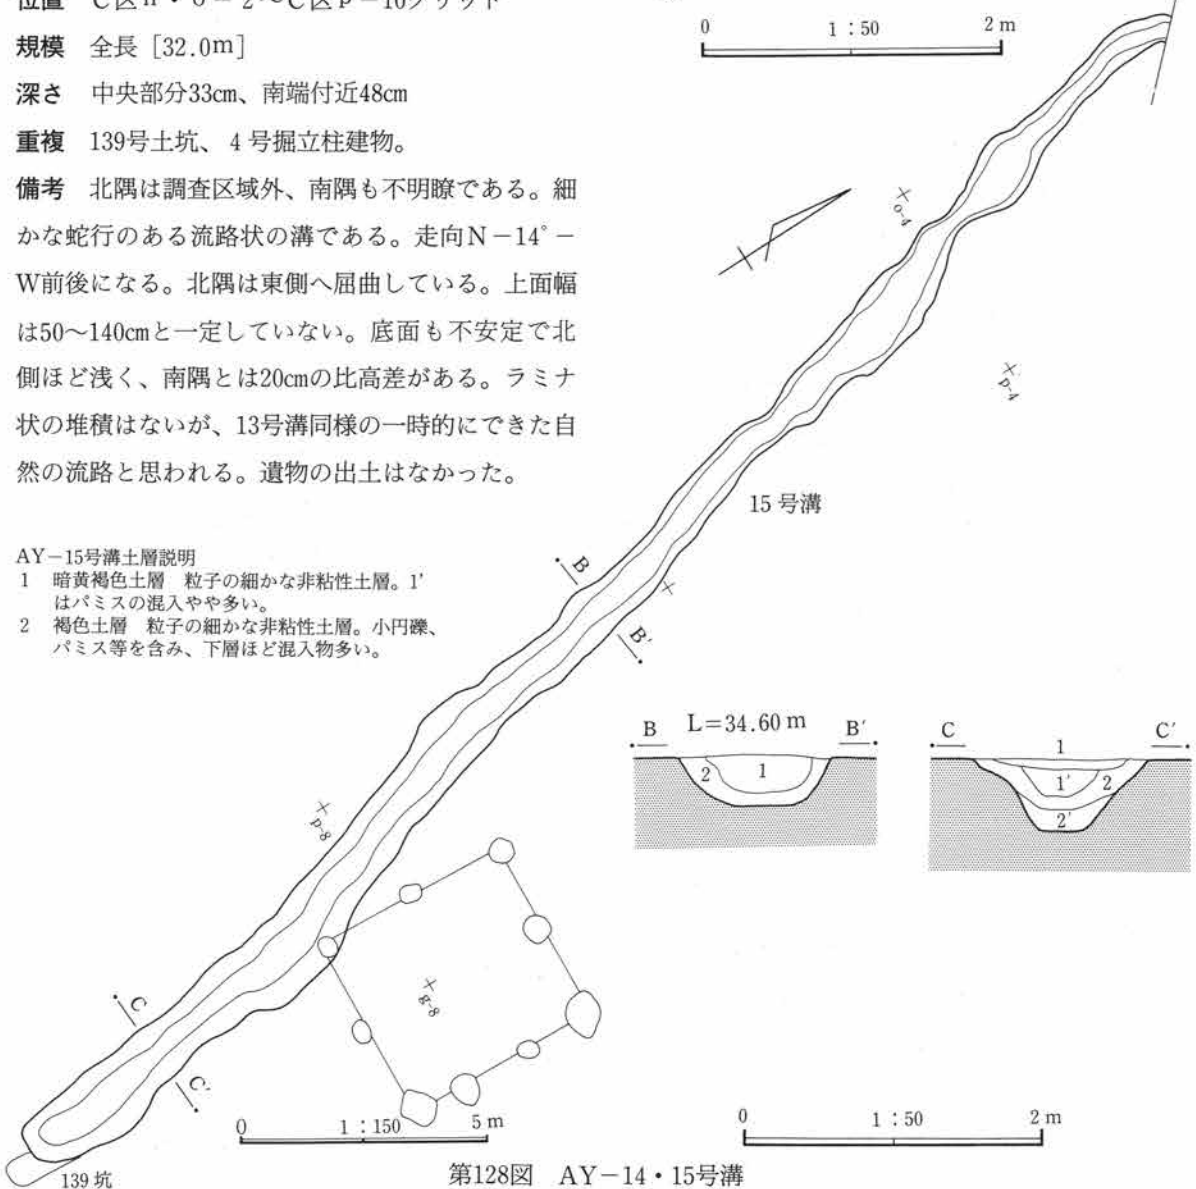 規模　全長［32.0m］
深さ　中央部分33cm、南端付近48cm
重複　139号土坑、4号掘立柱建物。
備考　北隅は調査区域外、南隅も不明瞭である。細
かな蛇行のある流路状の溝である。走向N－14°－
W前後になる。北隅は東側へ屈曲している。上面幅
は50～140cmと一定していない。底面も不安定で北
側ほど浅く、南隅とは20cmの比高差がある。ラミナ
状の堆積はないが、13号溝同様の一時的にできた自
然の流路と思われる。遺物の出土はなかった。
AY－15号溝土層説明
1　暗黄褐色土層　粒子の細かな非粘性土層。1'
はパミスの混入やや多い。
2　褐色土層　粒子の細かな非粘性土層。小円礫、
パミス等を含み、下層ほど混入物多い。
0　1：50　2 m
o-4
p-4
15 号溝
B
B'
B　L=34.60 m　B'
2　1
C　1　C'
1'　2
2'
p-8
g-8
C
C'
0　1：150　5 m
0　1：50　2 m
139 坑
第128図　AY－14・15号溝